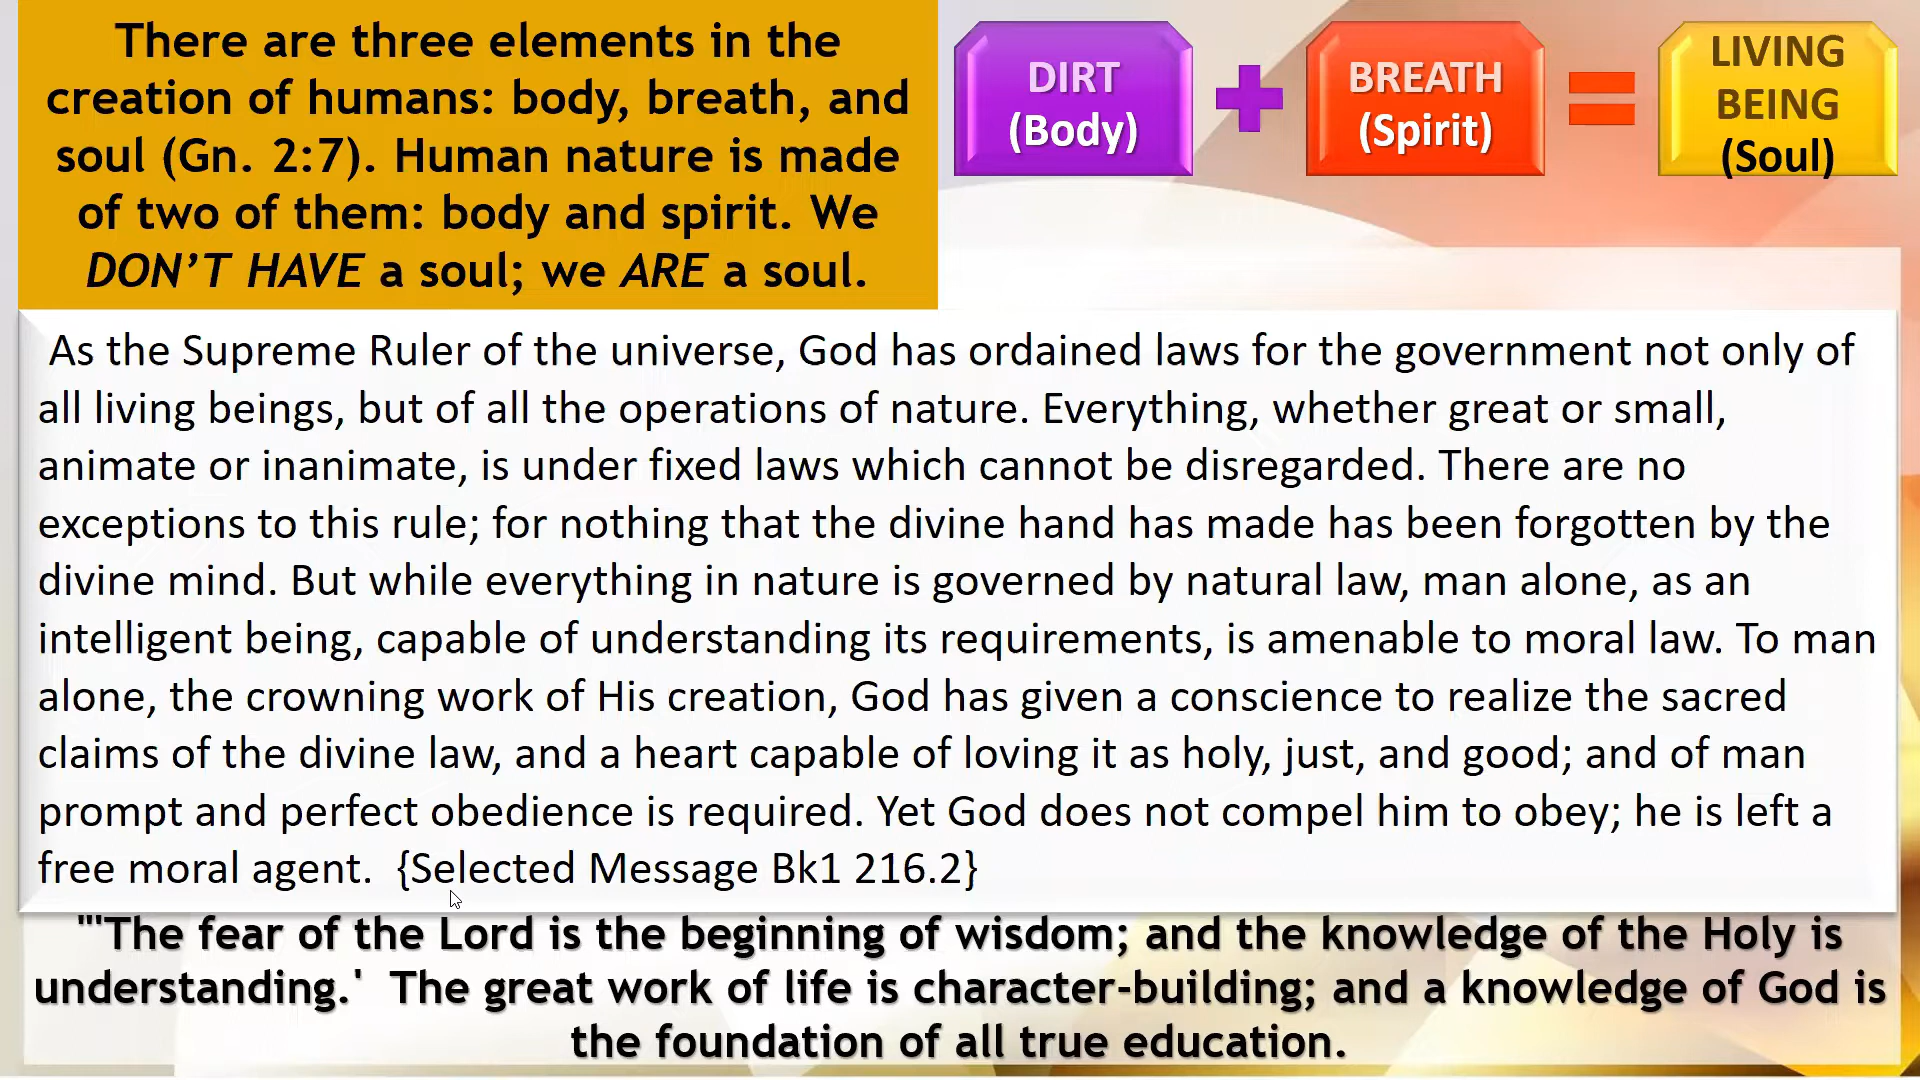 There are three elements in the
creation of humans: body, breath, and
soul (Gn. 2:7). Human nature is made
of two of them: body and spirit. We
DON’T HAVE a soul; we ARE a soul.
DIRT
(Body)
BREATH
(Spirit)
LIVING
BEING
(Soul)
As the Supreme Ruler of the universe, God has ordained laws for the government not only of
all living beings, but of all the operations of nature. Everything, whether great or small,
animate or inanimate, is under fixed laws which cannot be disregarded. There are no
exceptions to this rule; for nothing that the divine hand has made has been forgotten by the
divine mind. But while everything in nature is governed by natural law, man alone, as an
intelligent being, capable of understanding its requirements, is amenable to moral law. To man
alone, the crowning work of His creation, God has given a conscience to realize the sacred
claims of the divine law, and a heart capable of loving it as holy, just, and good; and of man
prompt and perfect obedience is required. Yet God does not compel him to obey; he is left a
free moral agent.  {Selected Message Bk1 216.2}
"'The fear of the Lord is the beginning of wisdom; and the knowledge of the Holy is
understanding.'  The great work of life is character-building; and a knowledge of God is
the foundation of all true education.